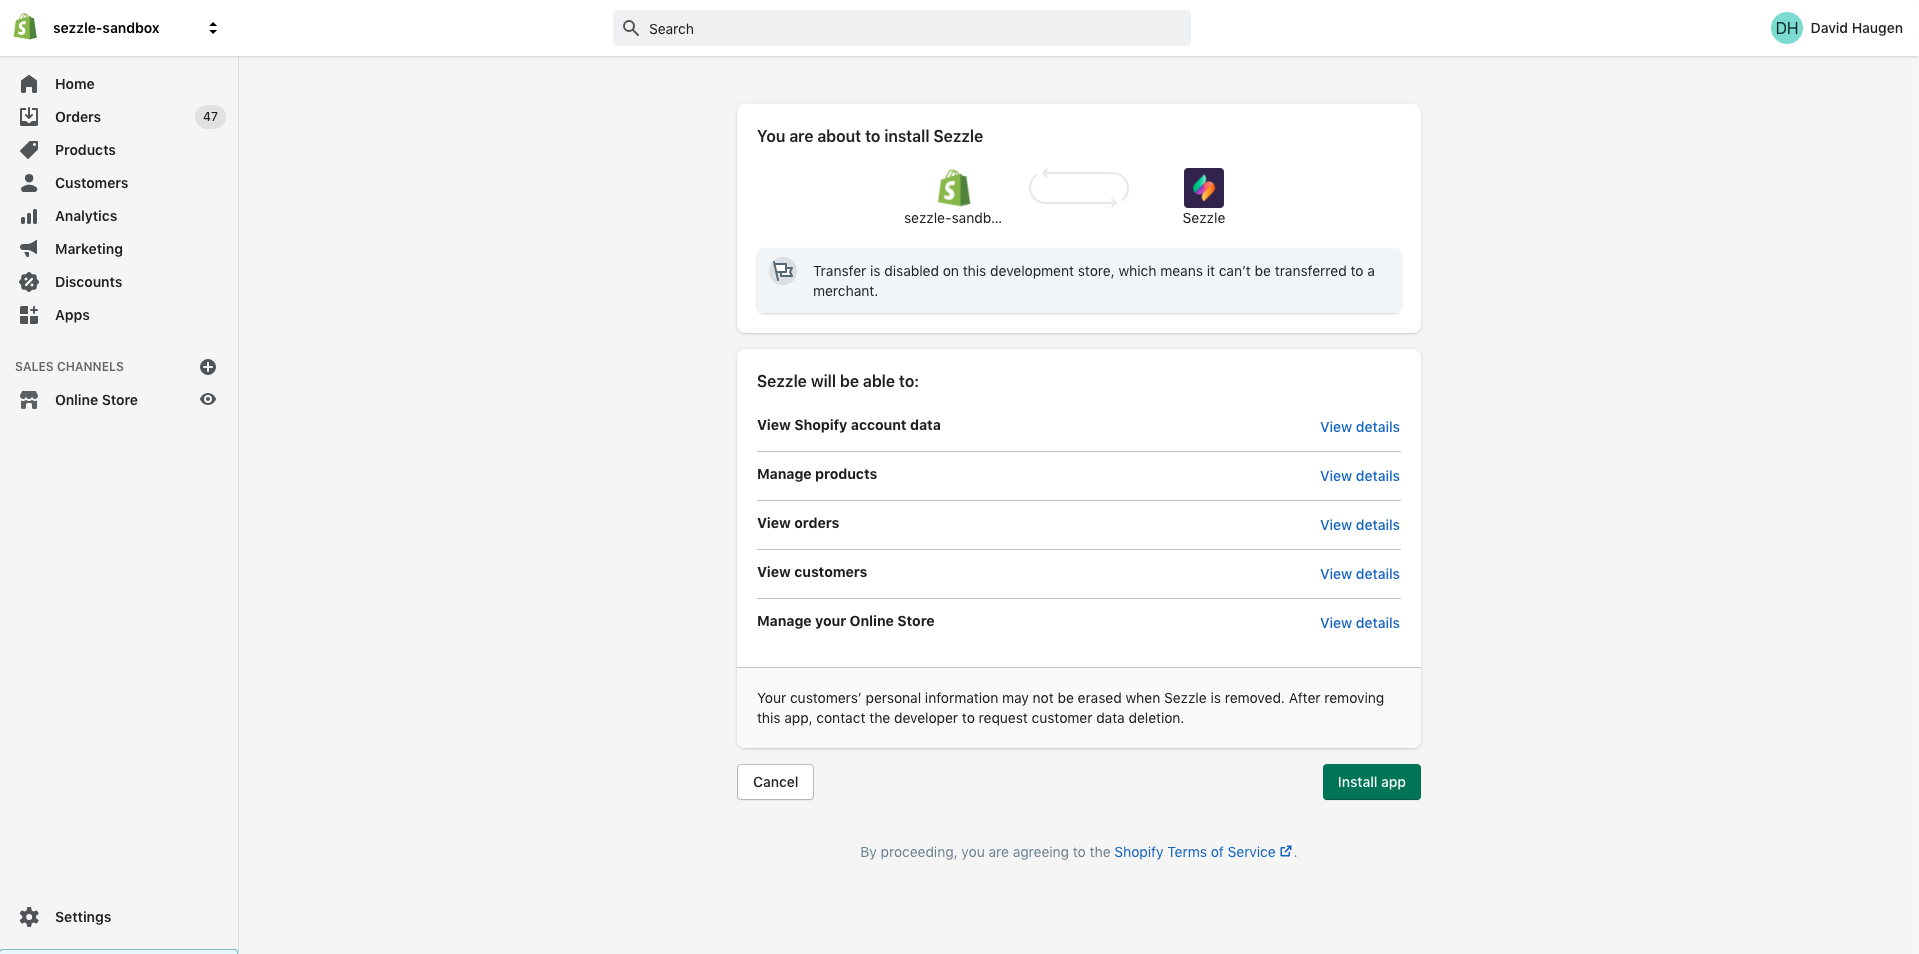 sezzle-sandbox
Search
DH
David Haugen
Home
Orders
47
Products
Customers
Analytics
Marketing
Discounts
Apps
SALES CHANNELS
Online Store
Settings
You are about to install Sezzle
sezzle-sandb...
Sezzle
Transfer is disabled on this development store, which means it can’t be transferred to a
merchant.
Sezzle will be able to:
View Shopify account data
View details
Manage products
View details
View orders
View details
View customers
View details
Manage your Online Store
View details
Your customers’ personal information may not be erased when Sezzle is removed. After removing
this app, contact the developer to request customer data deletion.
Cancel
Install app
By proceeding, you are agreeing to the Shopify Terms of Service.